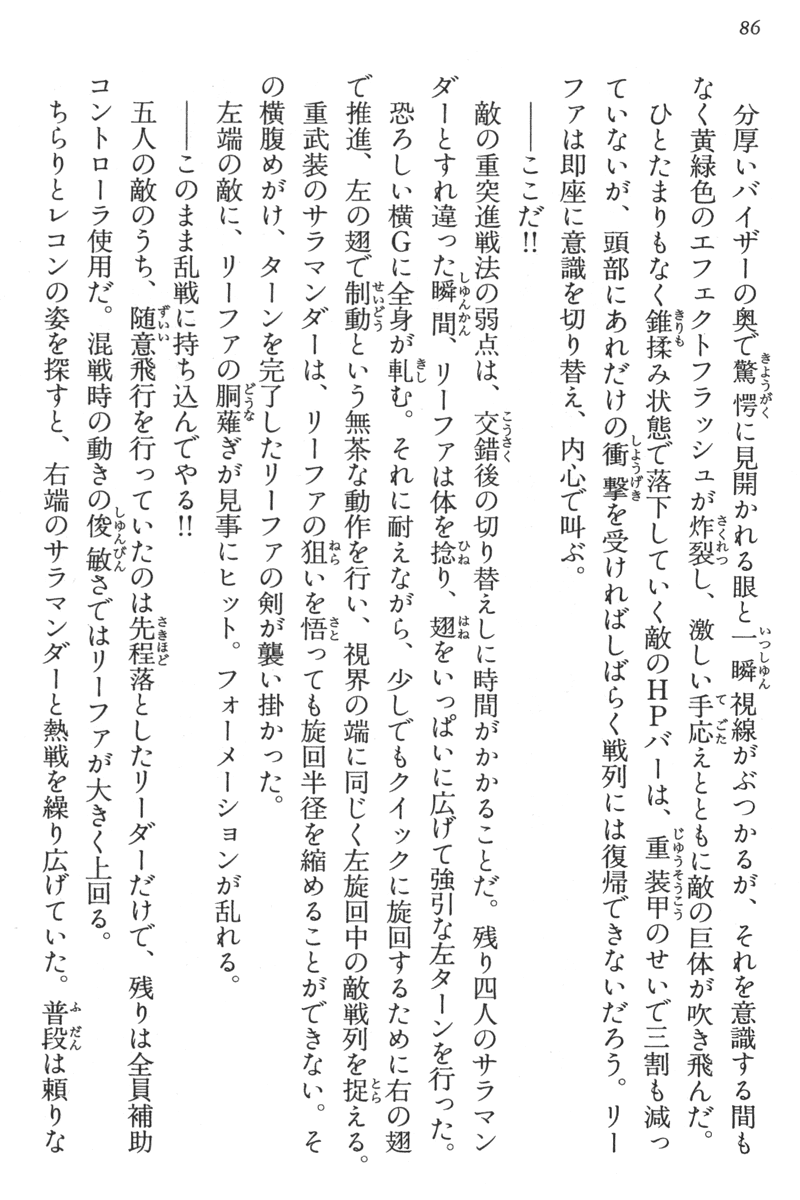 86
分厚いバイザーの奥で驚愕に見開かれる眼と一瞬視線がぶつかるが、それを意識する間も
なく黄緑色のエフェクトフラッシュが炸裂し、激しい手応えとともに敵の巨体が吹き飛んだ。
ひとたまりもなく錐揉み状態で落下していく敵のHPバーは、重装甲のせいで三割も減っ
ていないが、頭部にあれだけの衝撃を受ければしばらく戦列には復帰できないだろう。リー
ファは即座に意識を切り替え、内心で叫ぶ。
――ここだ!!
敵の重突進戦法の弱点は、交錯後の切り替えしに時間がかかることだ。残り四人のサラマン
ダーとすれ違った瞬間、リーファは体を捻り、翅をいっぱいに広げて強引な左ターンを行った。
恐ろしい横Gに全身が軋む。それに耐えながら、少しでもクイックに旋回するために右の翅
で推進、左の翅で制動という無茶な動作を行い、視界の端に同じく左旋回中の敵戦列を捉える。
重武装のサラマンダーは、リーファの狙いを悟っても旋回半径を縮めることができない。そ
の横腹めがけ、ターンを完了したリーファの剣が襲い掛かった。
左端の敵に、リーファの胴薙ぎが見事にヒット。フォーメーションが乱れる。
――このまま乱戦に持ち込んでやる!!
五人の敵のうち、随意飛行を行っていたのは先程落としたリーダーだけで、残りは全員補助
コントローラ使用だ。混戦時の動きの俊敏さではリーファが大きく上回る。
ちらりとレコンの姿を探すと、右端のサラマンダーと熱戦を繰り広げていた。普段は頼りな